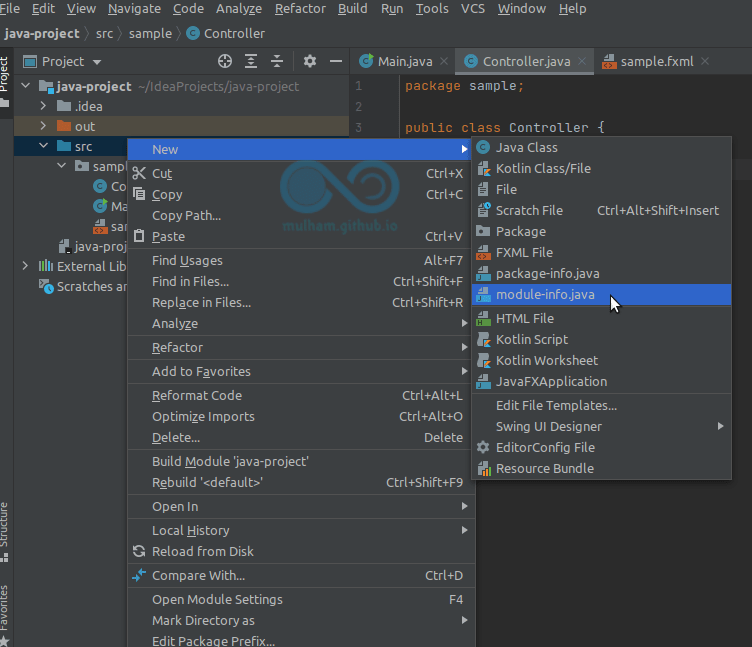 File Edit View Navigate Code Analyze Refactor Build Run Tools VCS Window Help
java-project src sample Controller
Project
Project
Main.java
Controller.java
sample.fxml
java-project ~/IdeaProjects/java-project
.idea
out
src
samp
Co
Ma
sa
java-proj
External Lib
Scratches an
1 package sample;
2
3 public class Controller {
New
Cut Ctrl+X
Copy Ctrl+C
Copy Path...
Paste Ctrl+V
Find Usages Alt+F7
Find in Files... Ctrl+Shift+F
Replace in Files... Ctrl+Shift+R
Analyze
Refactor
Add to Favorites
Reformat Code Ctrl+Alt+L
Optimize Imports Ctrl+Alt+O
Delete... Delete
Build Module 'java-project'
Rebuild '<default>' Ctrl+Shift+F9
Open In
Local History
Reload from Disk
Compare With... Ctrl+D
Open Module Settings F4
Mark Directory as
Edit Package Prefix...
mulham.github.io
Java Class
Kotlin Class/File
File
Scratch File Ctrl+Alt+Shift+Insert
Package
FXML File
package-info.java
module-info.java
HTML File
Kotlin Script
Kotlin Worksheet
JavaFXApplication
Edit File Templates...
Swing UI Designer
EditorConfig File
Resource Bundle
Structure
Favorites